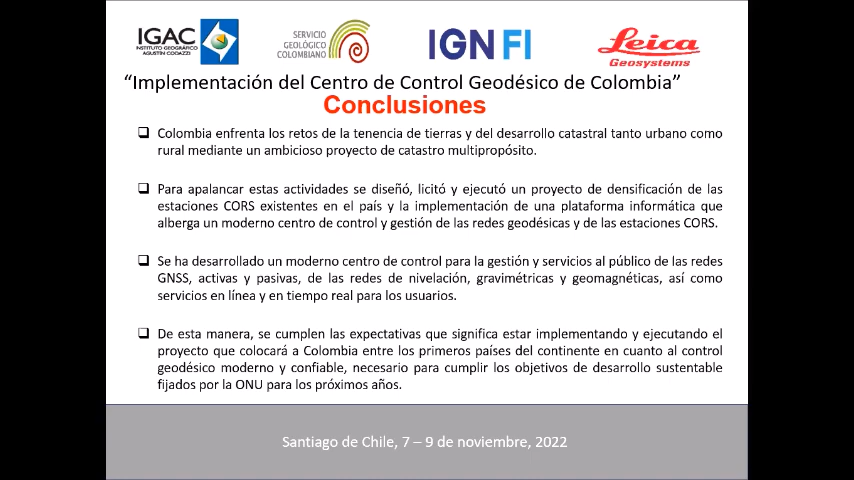 IGAC
INSTITUTO GEOGRÁFICO
AGUSTÍN CODAZZI
SERVICIO
GEOLÓGICO
COLOMBIANO
IGN FI
Leica
Geosystems
“Implementación del Centro de Control Geodésico de Colombia”
Conclusiones
Colombia enfrenta los retos de la tenencia de tierras y del desarrollo catastral tanto urbano como
rural mediante un ambicioso proyecto de catastro multipropósito.
Para apalancar estas actividades se diseñó, licitó y ejecutó un proyecto de densificación de las
estaciones CORS existentes en el país y la implementación de una plataforma informática que
alberga un moderno centro de control y gestión de las redes geodésicas y de las estaciones CORS.
Se ha desarrollado un moderno centro de control para la gestión y servicios al público de las redes
GNSS, activas y pasivas, de las redes de nivelación, gravimétricas y geomagnéticas, así como
servicios en línea y en tiempo real para los usuarios.
De esta manera, se cumplen las expectativas que significa estar implementando y ejecutando el
proyecto que colocará a Colombia entre los primeros países del continente en cuanto al control
geodésico moderno y confiable, necesario para cumplir los objetivos de desarrollo sustentable
fijados por la ONU para los próximos años.
Santiago de Chile, 7 – 9 de noviembre, 2022